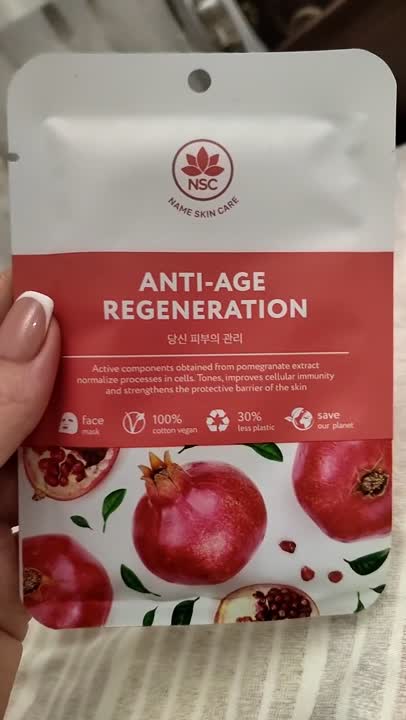 NSC
NAME SKIN CARE
ANTI-AGE
REGENERATION
당신 피부의 관리
Active components obtained from pomegranate extract
normalize processes in cells. Tones, improves cellular immunity
and strengthens the protective barrier of the skin
face
mask
100%
cotton vegan
30%
less plastic
save
our planet